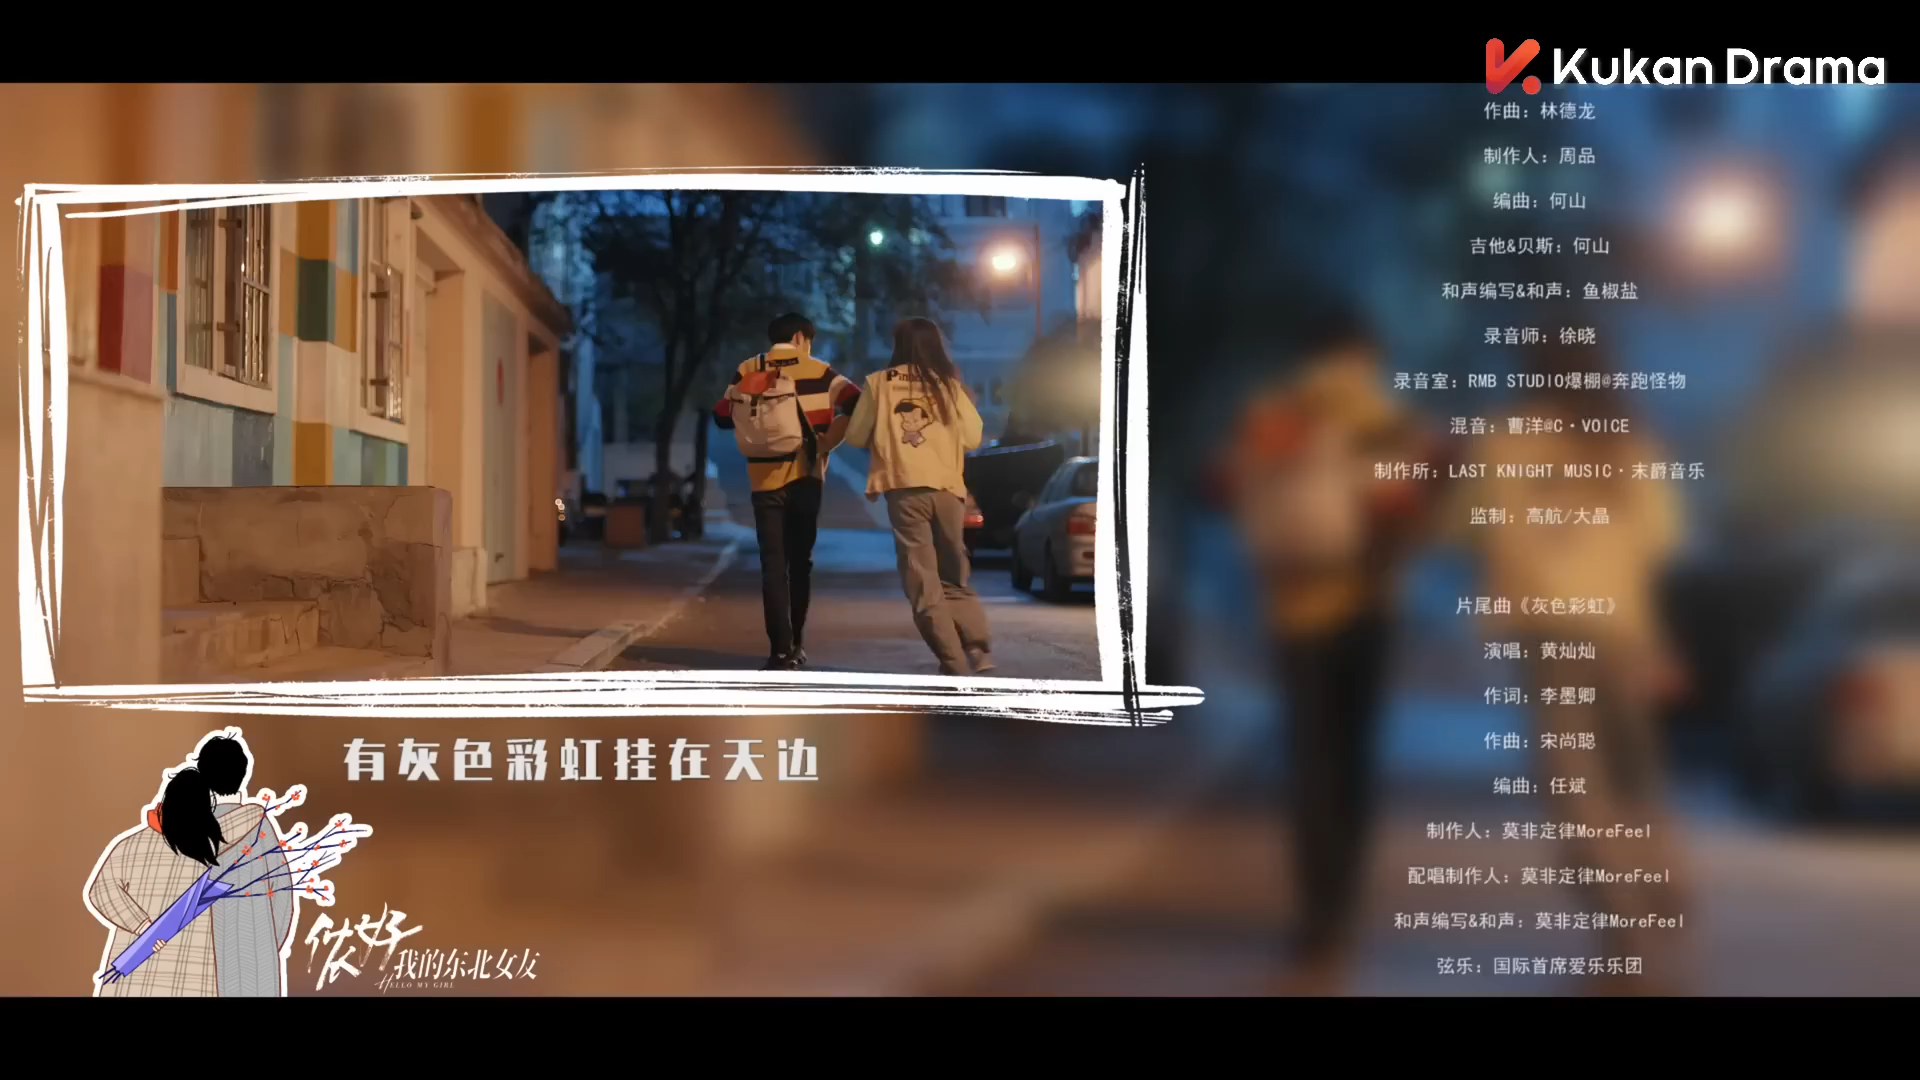 Kukan Drama
作曲：林德龙
制作人：周品
编曲：何山
吉他&贝斯：何山
和声编写&和声：鱼椒盐
录音师：徐晓
录音室：RMB STUDIO爆棚@奔跑怪物
混音：曹洋@C·VOICE
制作所：LAST KNIGHT MUSIC·末爵音乐
监制：高航/大晶
片尾曲《灰色彩虹》
演唱：黄灿灿
作词：李墨卿
作曲：宋尚聪
编曲：任斌
制作人：莫非定律MoreFeel
配唱制作人：莫非定律MoreFeel
和声编写&和声：莫非定律MoreFeel
弦乐：国际首席爱乐乐团
有灰色彩虹挂在天边
侬好
我的东北女友
HELLO MY GIRL